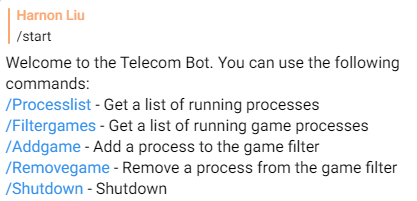 Harnon Liu
/start
Welcome to the Telecom Bot. You can use the following
commands:
/Processlist - Get a list of running processes
/Filtergames - Get a list of running game processes
/Addgame - Add a process to the game filter
/Removegame - Remove a process from the game filter
/Shutdown - Shutdown